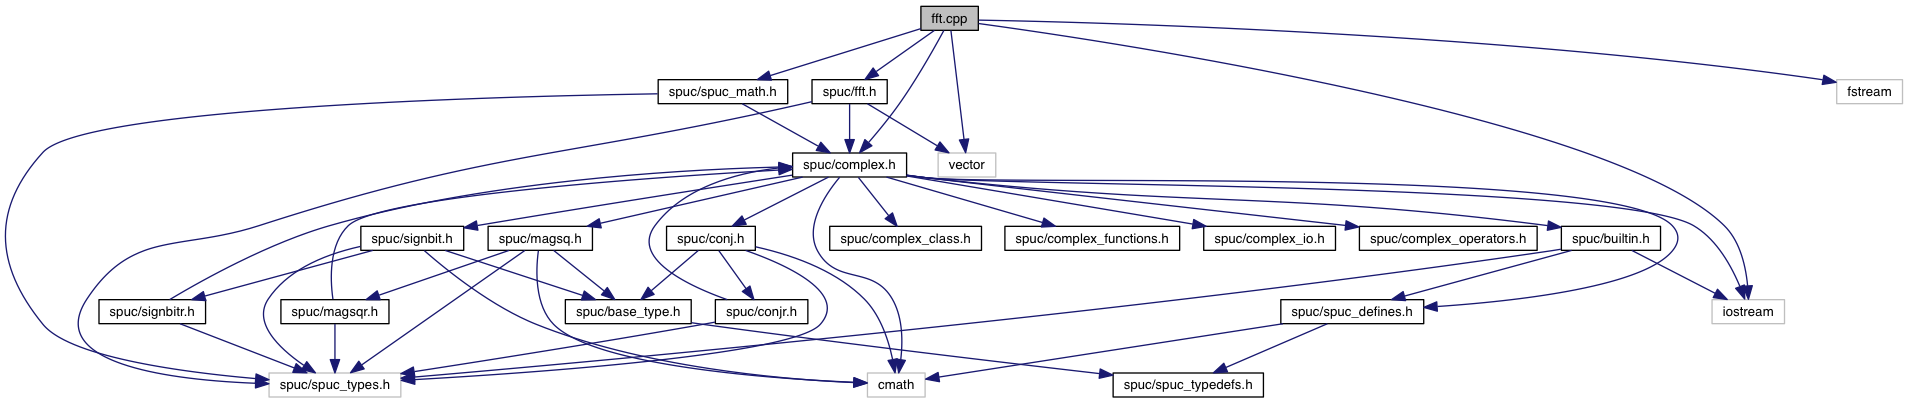 fft.cpp
spuc/spuc_math.h
spuc/fft.h
fstream
spuc/complex.h
vector
spuc/signbit.h
spuc/magsq.h
spuc/conj.h
spuc/complex_class.h
spuc/complex_functions.h
spuc/complex_io.h
spuc/complex_operators.h
spuc/builtin.h
spuc/signbitr.h
spuc/magsqr.h
spuc/base_type.h
spuc/conjr.h
spuc/spuc_defines.h
iostream
spuc/spuc_types.h
cmath
spuc/spuc_typedefs.h